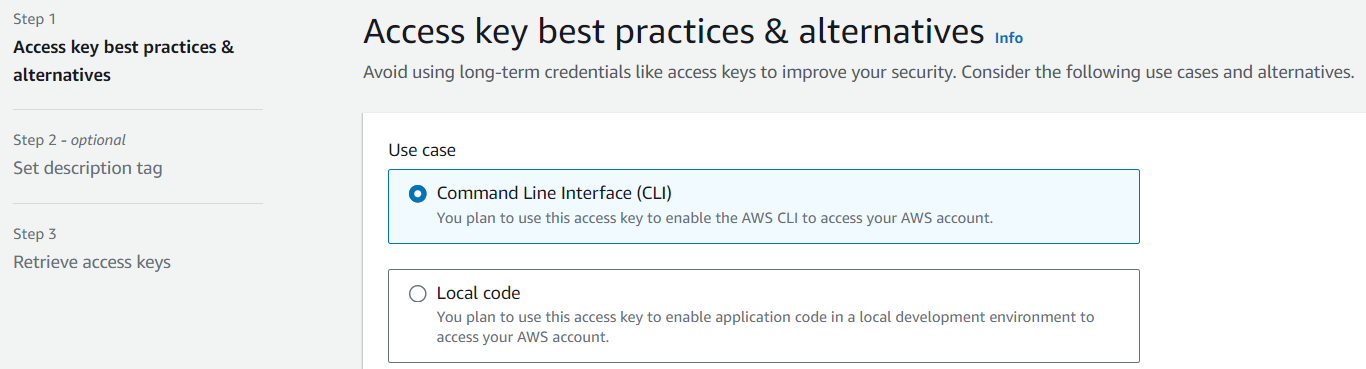 Step 1
Access key best practices &
alternatives
Step 2 - optional
Set description tag
Step 3
Retrieve access keys
Access key best practices & alternatives Info
Avoid using long-term credentials like access keys to improve your security. Consider the following use cases and alternatives.
Use case
Command Line Interface (CLI)
You plan to use this access key to enable the AWS CLI to access your AWS account.
Local code
You plan to use this access key to enable application code in a local development environment to
access your AWS account.